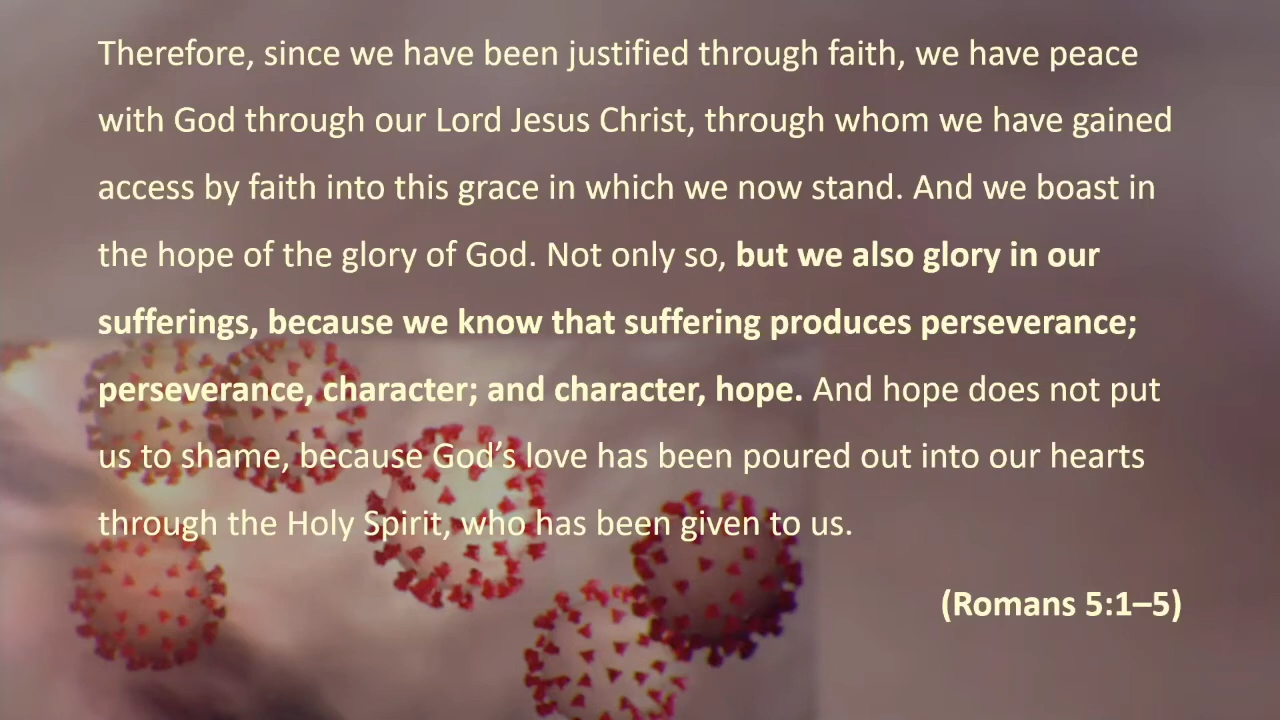 Therefore, since we have been justified through faith, we have peace
with God through our Lord Jesus Christ, through whom we have gained
access by faith into this grace in which we now stand. And we boast in
the hope of the glory of God. Not only so, but we also glory in our
sufferings, because we know that suffering produces perseverance;
perseverance, character; and character, hope. And hope does not put
us to shame, because God’s love has been poured out into our hearts
through the Holy Spirit, who has been given to us.
(Romans 5:1–5)